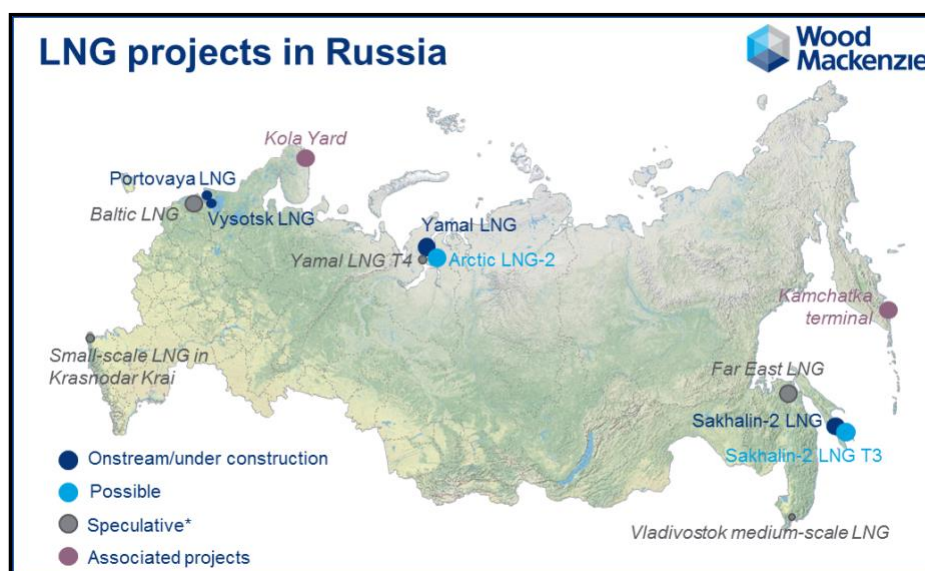 LNG projects in Russia
Wood
Mackenzie
Kola Yard
Portovaya LNG
Baltic LNG
Vysotsk LNG
Yamal LNG
Yamal LNG T4
Arctic LNG-2
Kamchatka
terminal
Small-scale LNG in
Krasnodar Krai
Far East LNG
Sakhalin-2 LNG
Sakhalin-2 LNG T3
Vladivostok medium-scale LNG
Onstream/under construction
Possible
Speculative*
Associated projects